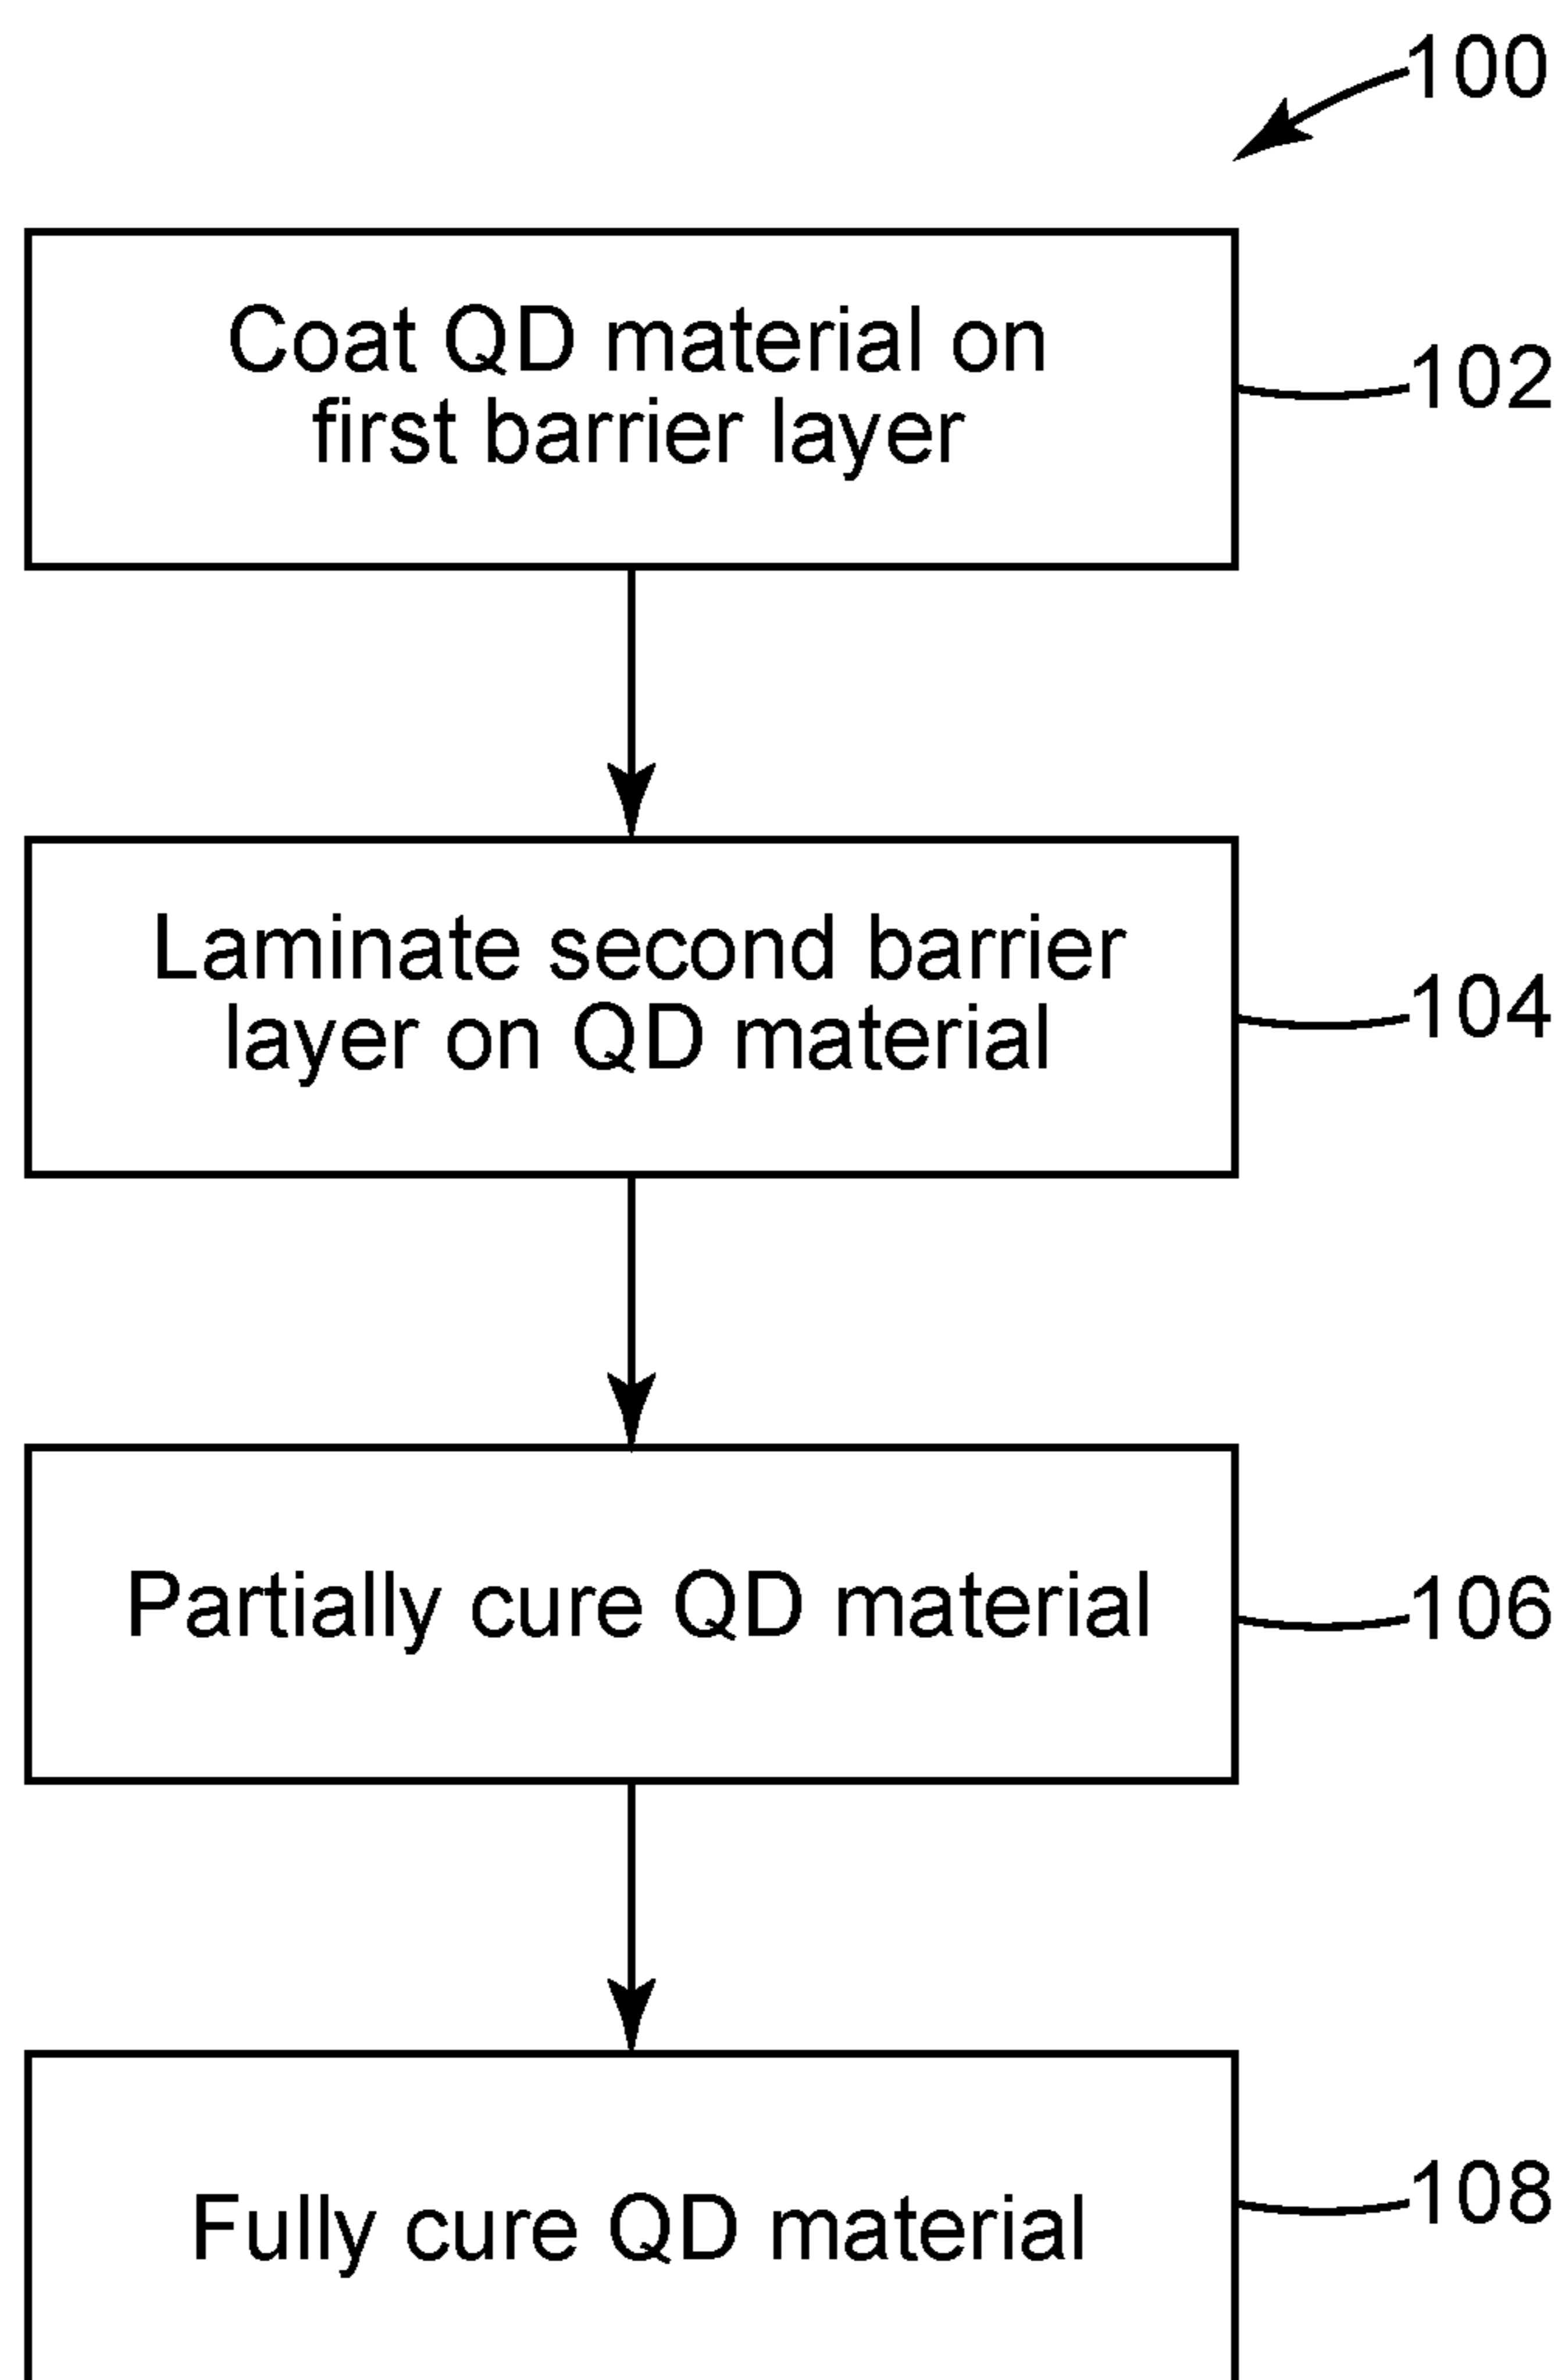 100
Coat QD material on
first barrier layer
102
Laminate second barrier
layer on QD material
104
Partially cure QD material
106
Fully cure QD material
108